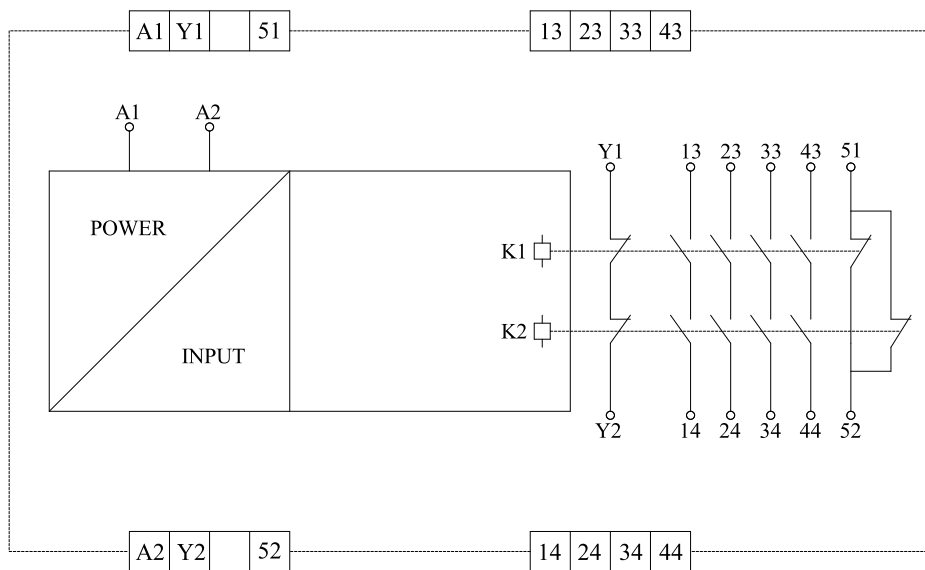 A1 Y1 51 13 23 33 43
A1 A2
Y1 13 23 33 43 51
POWER
K1
K2
INPUT
Y2 14 24 34 44 52
A2 Y2 52 14 24 34 44